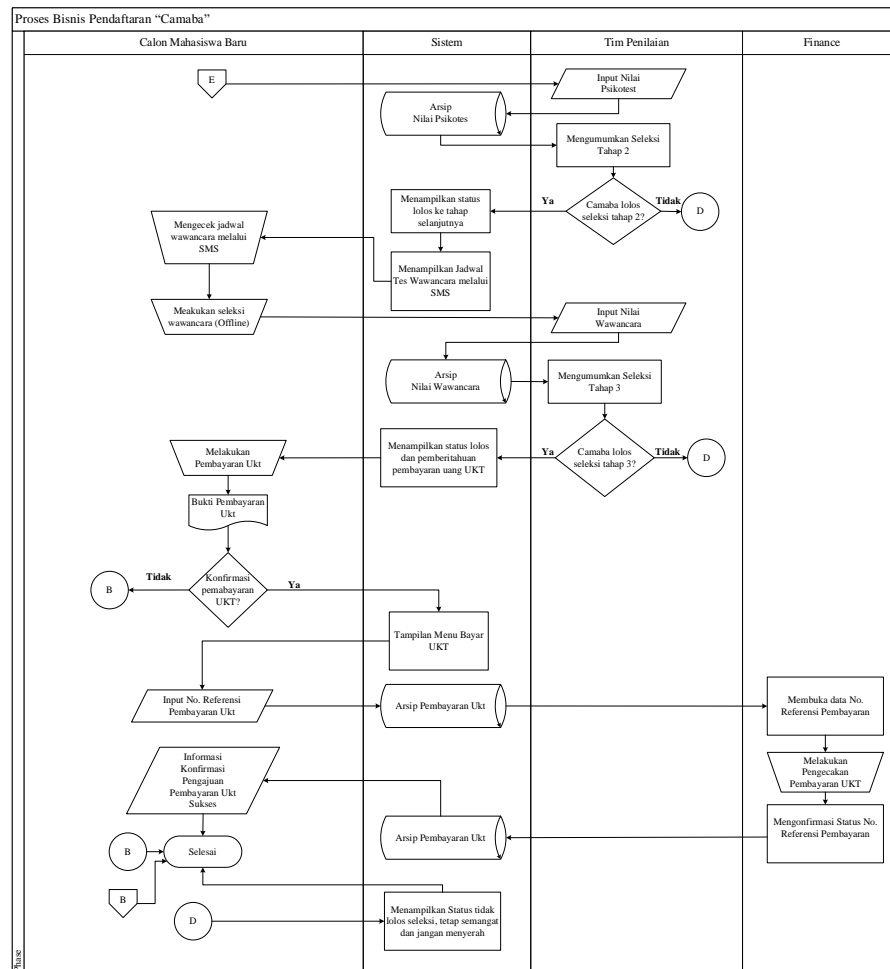 Proses Bisnis Pendaftaran “Camaba”
Calon Mahasiswa Baru
Sistem
Tim Penilaian
Finance
E
Input Nilai
Psikotest
Arsip
Nilai Psikotes
Mengumumkan Seleksi
Tahap 2
Camaba lolos
seleksi tahap 2?
Ya
Tidak
D
Menampilkan status
lolos ke tahap
selanjutnya
Mengecek jadwal
wawancara melalui
SMS
Menampilkan Jadwal
Tes Wawancara melalui
SMS
Meakukan seleksi
wawancara (Offline)
Input Nilai
Wawancara
Arsip
Nilai Wawancara
Mengumumkan Seleksi
Tahap 3
Camaba lolos
seleksi tahap 3?
Ya
Tidak
D
Menampilkan status lolos
dan pemberitahuan
pembayaran uang UKT
Melakukan
Pembayaran Ukt
Bukti Pembayaran
Ukt
Konfirmasi
pemabayaran
UKT?
Tidak
B
Ya
Tampilan Menu Bayar
UKT
Input No. Referensi
Pembayaran Ukt
Arsip Pembayaran Ukt
Membuka data No.
Referensi Pembayaran
Melakukan
Pengecakan
Pembayaran UKT
Mengonfirmasi Status No.
Referensi Pembayaran
Arsip Pembayaran Ukt
Informasi
Konfirmasi
Pengajuan
Pembayaran Ukt
Sukses
B
Selesai
B
D
Menampilkan Status tidak
lolos seleksi, tetap semangat
dan jangan menyerah
Phase